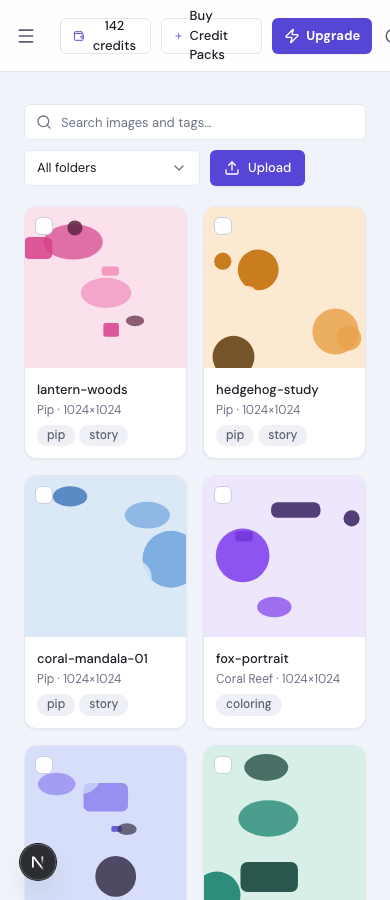 142
credits
Buy
Credit
Packs
Upgrade
Search images and tags...
All folders
Upload
lantern-woods
Pip · 1024×1024
pip
story
hedgehog-study
Pip · 1024×1024
pip
story
coral-mandala-01
Pip · 1024×1024
pip
story
fox-portrait
Coral Reef · 1024×1024
coloring
N